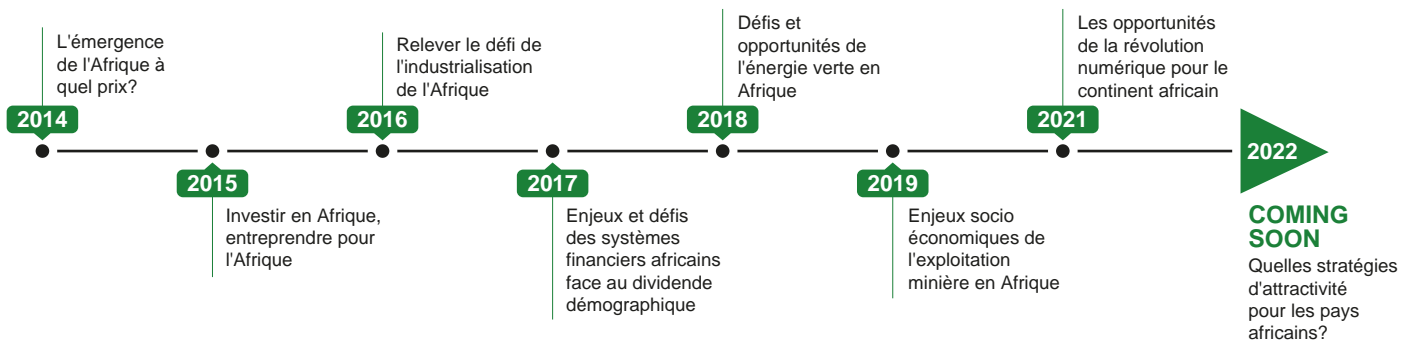 L'émergence
de l'Afrique à
quel prix?
2014
2015
Investir en Afrique,
entreprendre pour
l'Afrique
Relever le défi de
l'industrialisation
de l'Afrique
2016
2017
Enjeux et défis
des systèmes
financiers africains
face au dividende
démographique
Défis et
opportunités de
l'énergie verte en
Afrique
2018
2019
Enjeux socio
économiques de
l'exploitation
minière en Afrique
Les opportunités
de la révolution
numérique pour le
continent africain
2021
2022
COMING
SOON
Quelles stratégies
d'attractivité
pour les pays
africains?